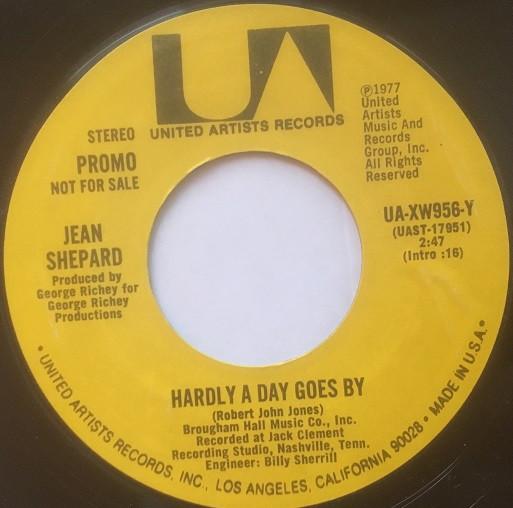 UA
UNITED ARTISTS RECORDS
STEREO
PROMO
NOT FOR SALE
℗1977
United
Artists
Music And
Records
Group, Inc.
All Rights
Reserved
JEAN
SHEPARD
Produced by
George Richey for
George Richey
Productions
UA-XW956-Y
(UAST-17951)
2:47
(Intro :16)
HARDLY A DAY GOES BY
(Robert John Jones)
Brougham Hall Music Co., Inc.
Recorded at Jack Clement
Recording Studio, Nashville, Tenn.
Engineer: Billy Sherrill
• UNITED ARTISTS RECORDS, INC., LOS ANGELES, CALIFORNIA 90028 • MADE IN U.S.A. •